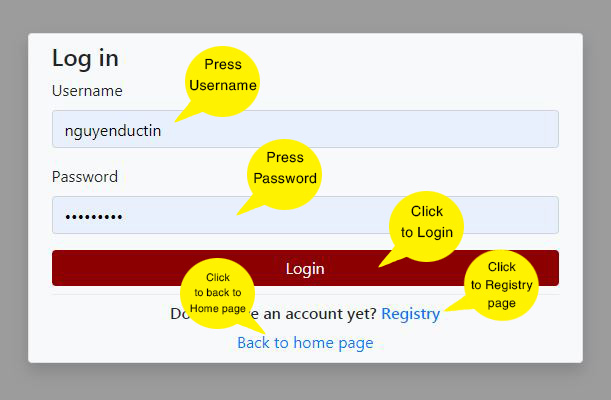 Log in
Press
Username
Username
nguyenductin
Press
Password
Password
•••••••••
Click
to Login
Login
Click
to back to
Home page
Click
to Registry
page
Do e an account yet? Registry
Back to home page